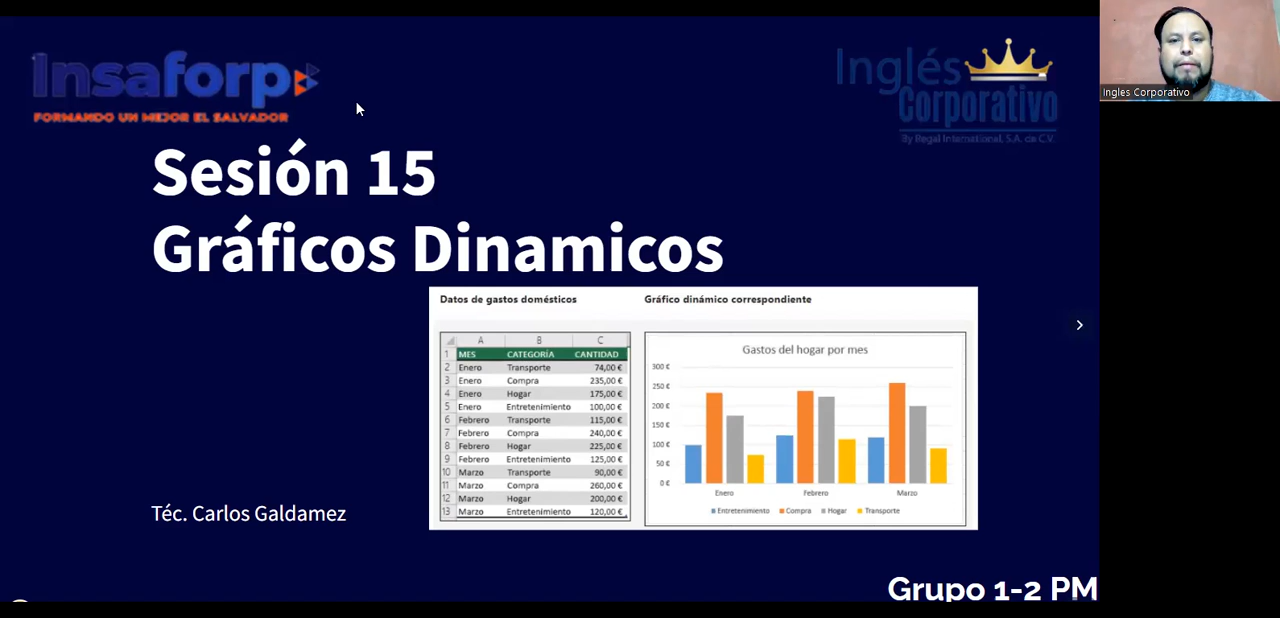 Insaforp
FORMANDO UN MEJOR EL SALVADOR
Inglés
Corporativo
By Regal International, S.A. de C.V.
Ingles Corporativo
Sesión 15
Gráficos Dinamicos
Datos de gastos domésticos
Gráfico dinámico correspondiente
A B C
1 MES CATEGORÍA CANTIDAD
2 Enero Transporte 74,00 €
3 Enero Compra 235,00 €
4 Enero Hogar 175,00 €
5 Enero Entretenimiento 100,00 €
6 Febrero Transporte 115,00 €
7 Febrero Compra 240,00 €
8 Febrero Hogar 225,00 €
9 Febrero Entretenimiento 125,00 €
10 Marzo Transporte 90,00 €
11 Marzo Compra 260,00 €
12 Marzo Hogar 200,00 €
13 Marzo Entretenimiento 120,00 €
Gastos del hogar por mes
300 €
250 €
200 €
150 €
100 €
50 €
0 €
Enero Febrero Marzo
Entretenimiento Compra Hogar Transporte
Téc. Carlos Galdamez
Grupo 1-2 PM